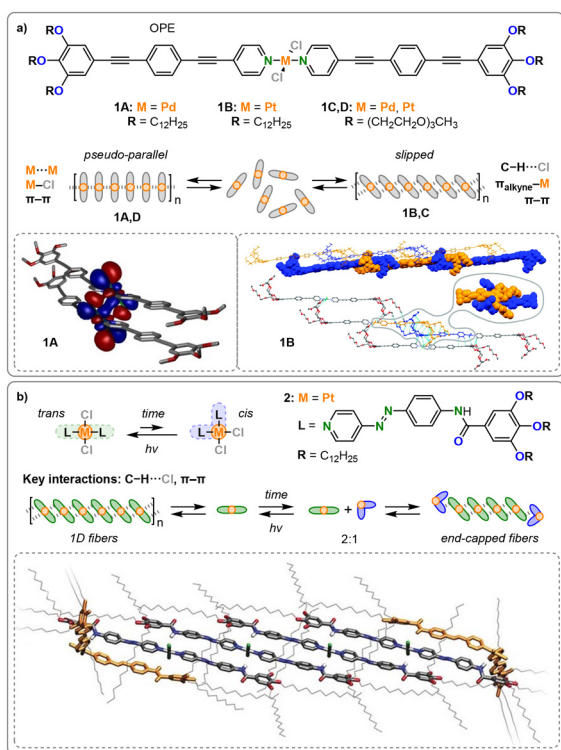 a)
OPE
RO
RO
RO
N
M
Cl
Cl
N
OR
OR
OR
1A: M = Pd
R = C12H25
1B: M = Pt
R = C12H25
1C,D: M = Pd, Pt
R = (CH2CH2O)3CH3
M···M
M–Cl
π–π
pseudo-parallel
n
1A,D
slipped
n
1B,C
C–H···Cl
πalkyne–M
π–π
1A
1B
b)
trans
Cl
L–M–L
Cl
time
hν
L
L–M–Cl
Cl
cis
2: M = Pt
L =
N
N
N
NH
O
OR
OR
OR
R = C12H25
Key interactions: C–H···Cl, π–π
n
1D fibers
time
hν
+
2:1
end-capped fibers